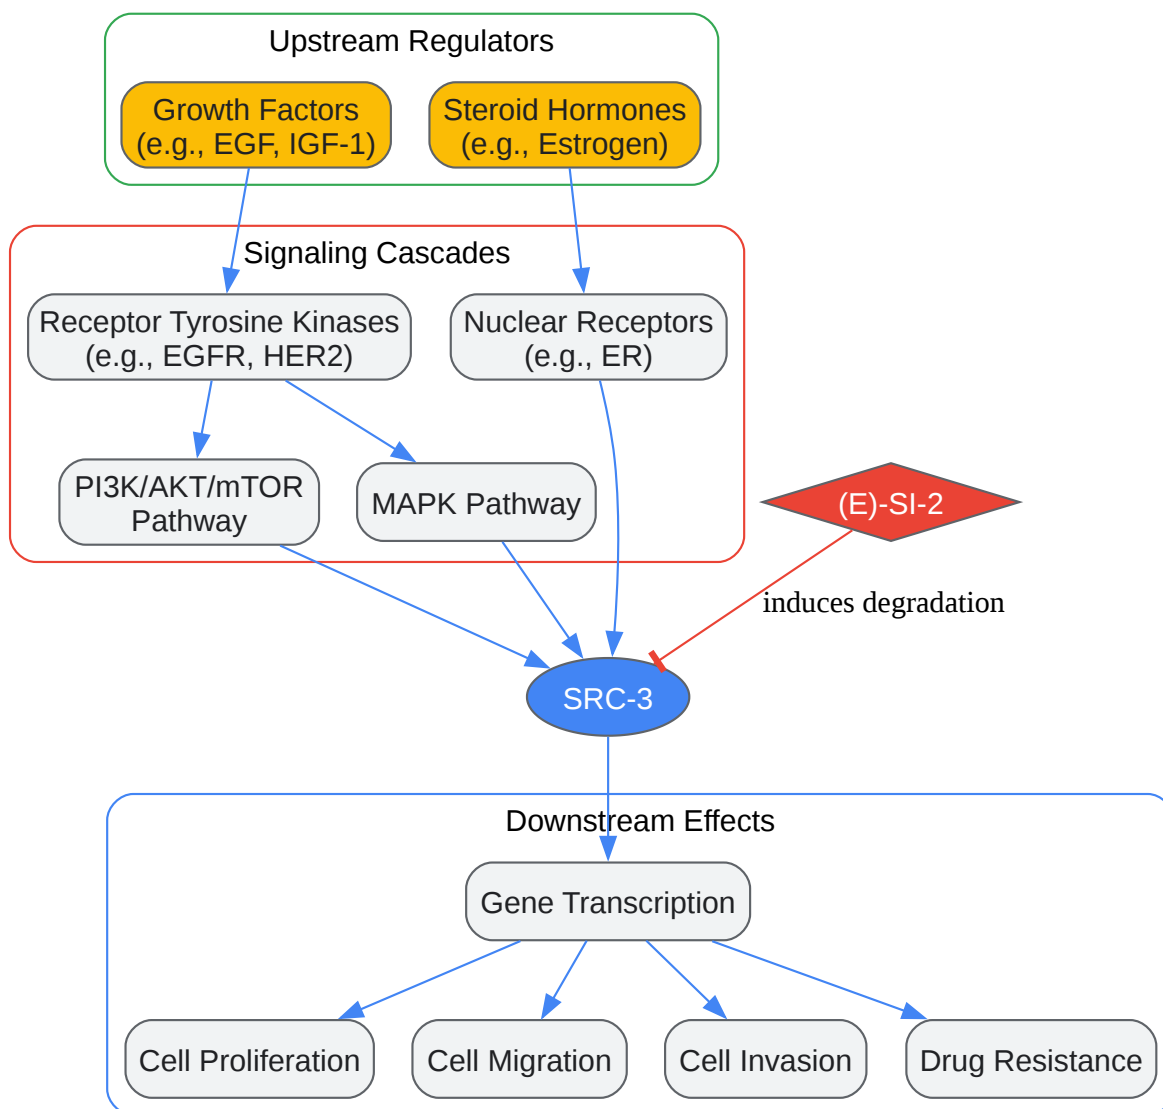 Upstream Regulators
Growth Factors
(e.g., EGF, IGF-1)
Steroid Hormones
(e.g., Estrogen)
Signaling Cascades
Receptor Tyrosine Kinases
(e.g., EGFR, HER2)
Nuclear Receptors
(e.g., ER)
PI3K/AKT/mTOR
Pathway
MAPK Pathway
(E)-SI-2
induces degradation
SRC-3
Downstream Effects
Gene Transcription
Cell Proliferation
Cell Migration
Cell Invasion
Drug Resistance